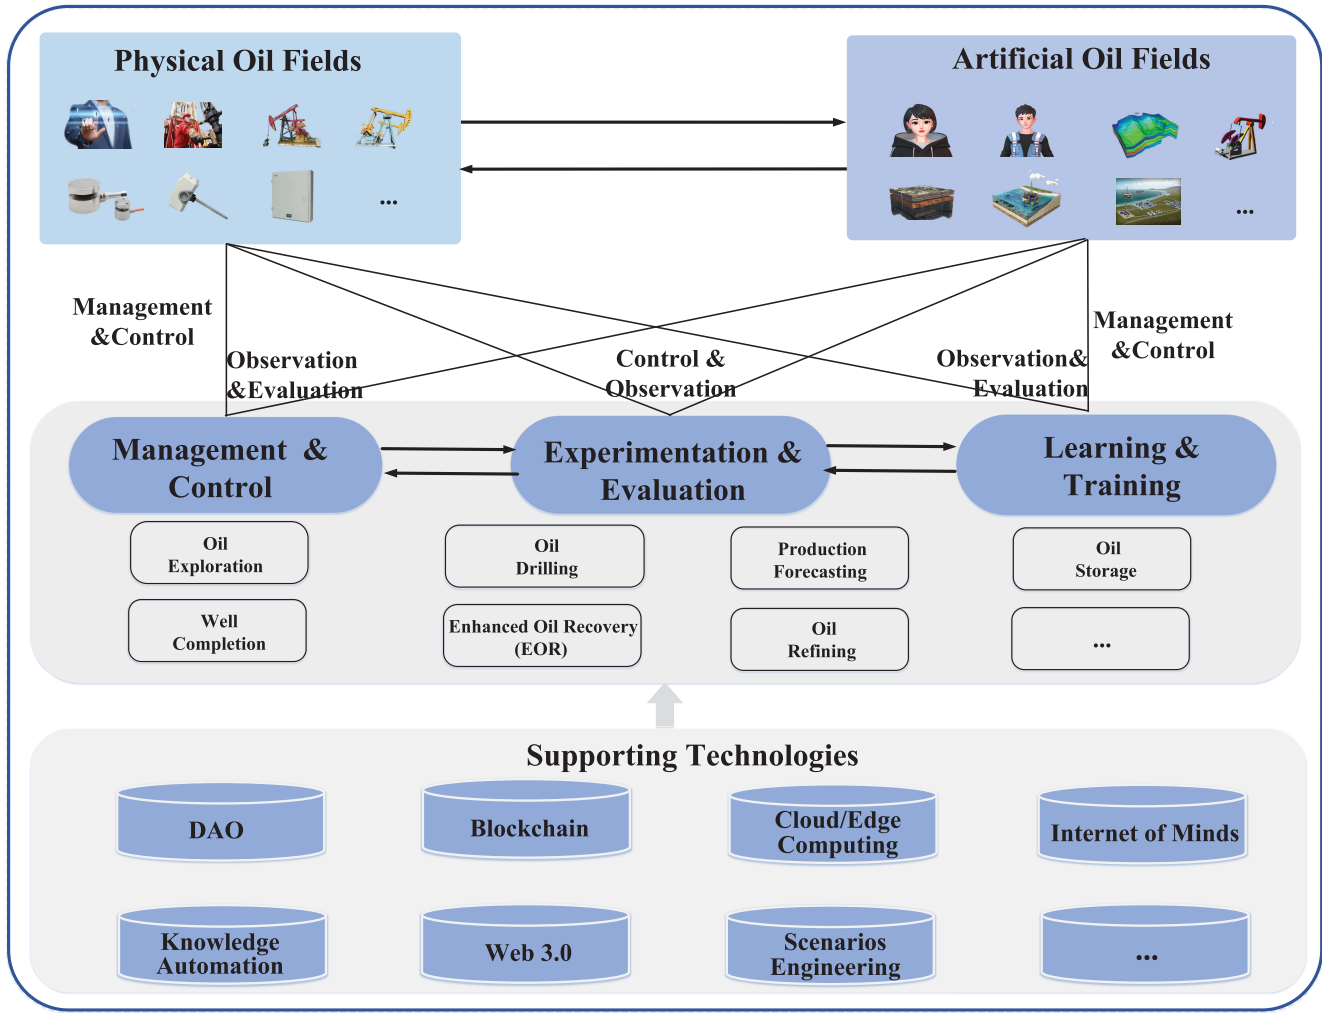 Physical Oil Fields
Artificial Oil Fields
...
...
Management
&Control
Observation
&Evaluation
Control &
Observation
Observation&
Evaluation
Management
&Control
Management &
Control
Experimentation &
Evaluation
Learning &
Training
Oil
Exploration
Oil
Drilling
Production
Forecasting
Oil
Storage
Well
Completion
Enhanced Oil Recovery
(EOR)
Oil
Refining
...
Supporting Technologies
DAO
Blockchain
Cloud/Edge
Computing
Internet of Minds
Knowledge
Automation
Web 3.0
Scenarios
Engineering
...